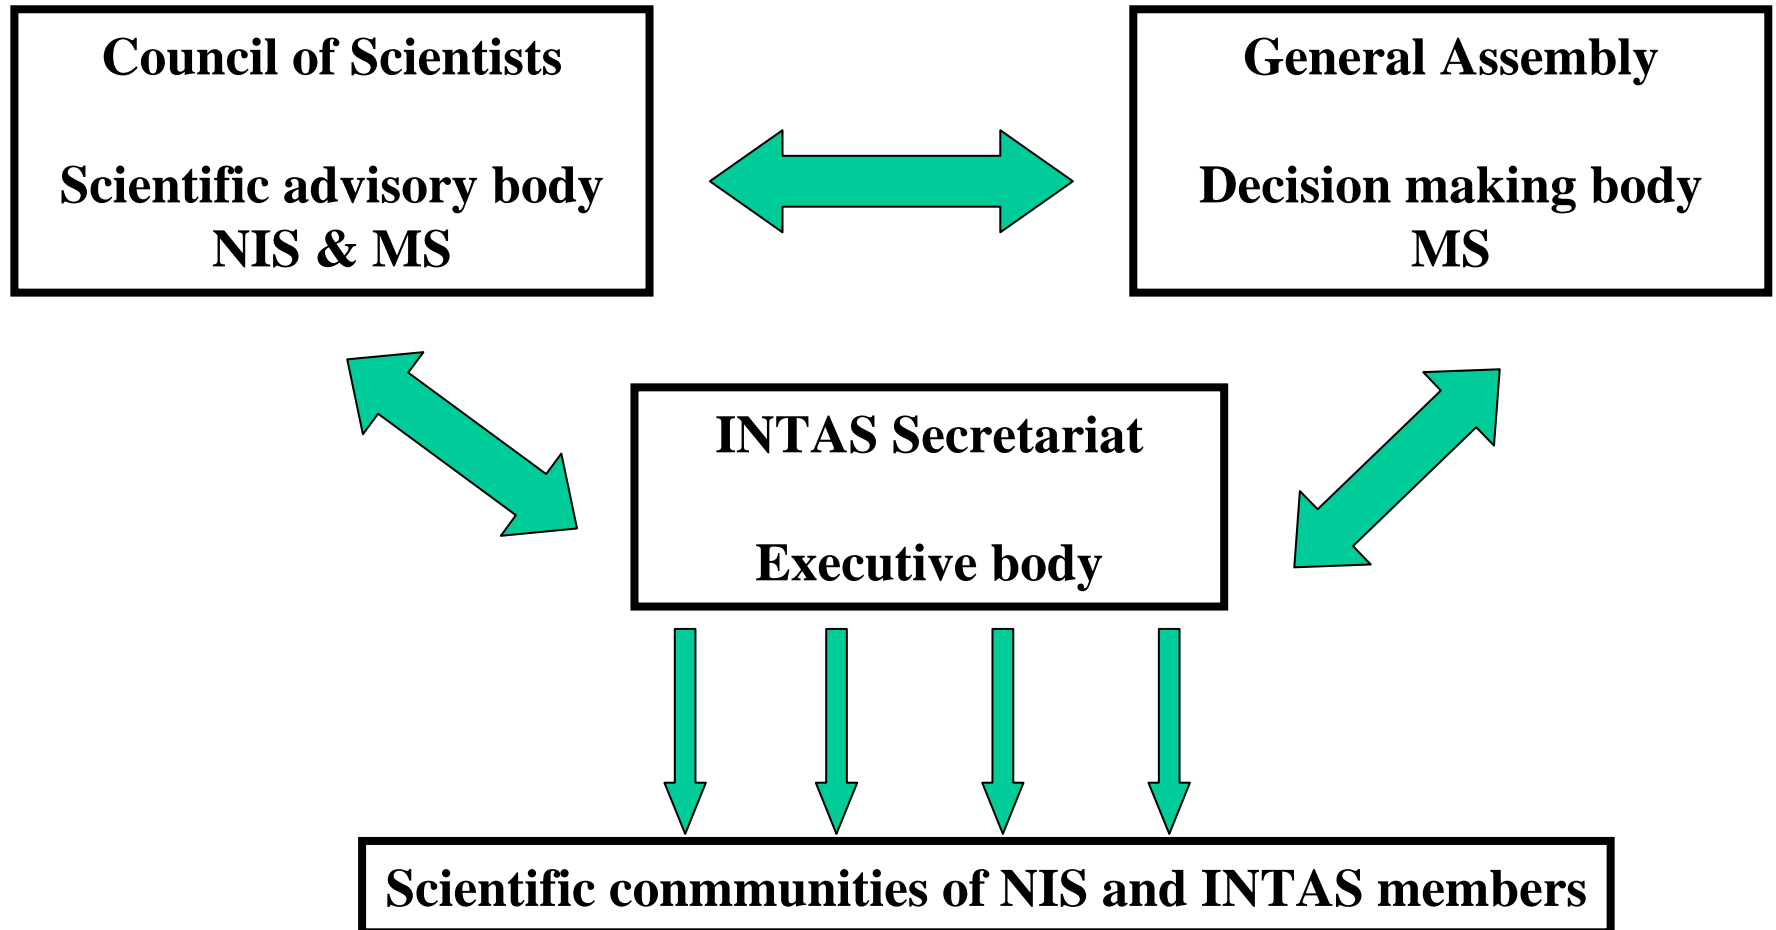 Council of Scientists
Scientific advisory body
NIS & MS
General Assembly
Decision making body
MS
INTAS Secretariat
Executive body
Scientific conmmunities of NIS and INTAS members